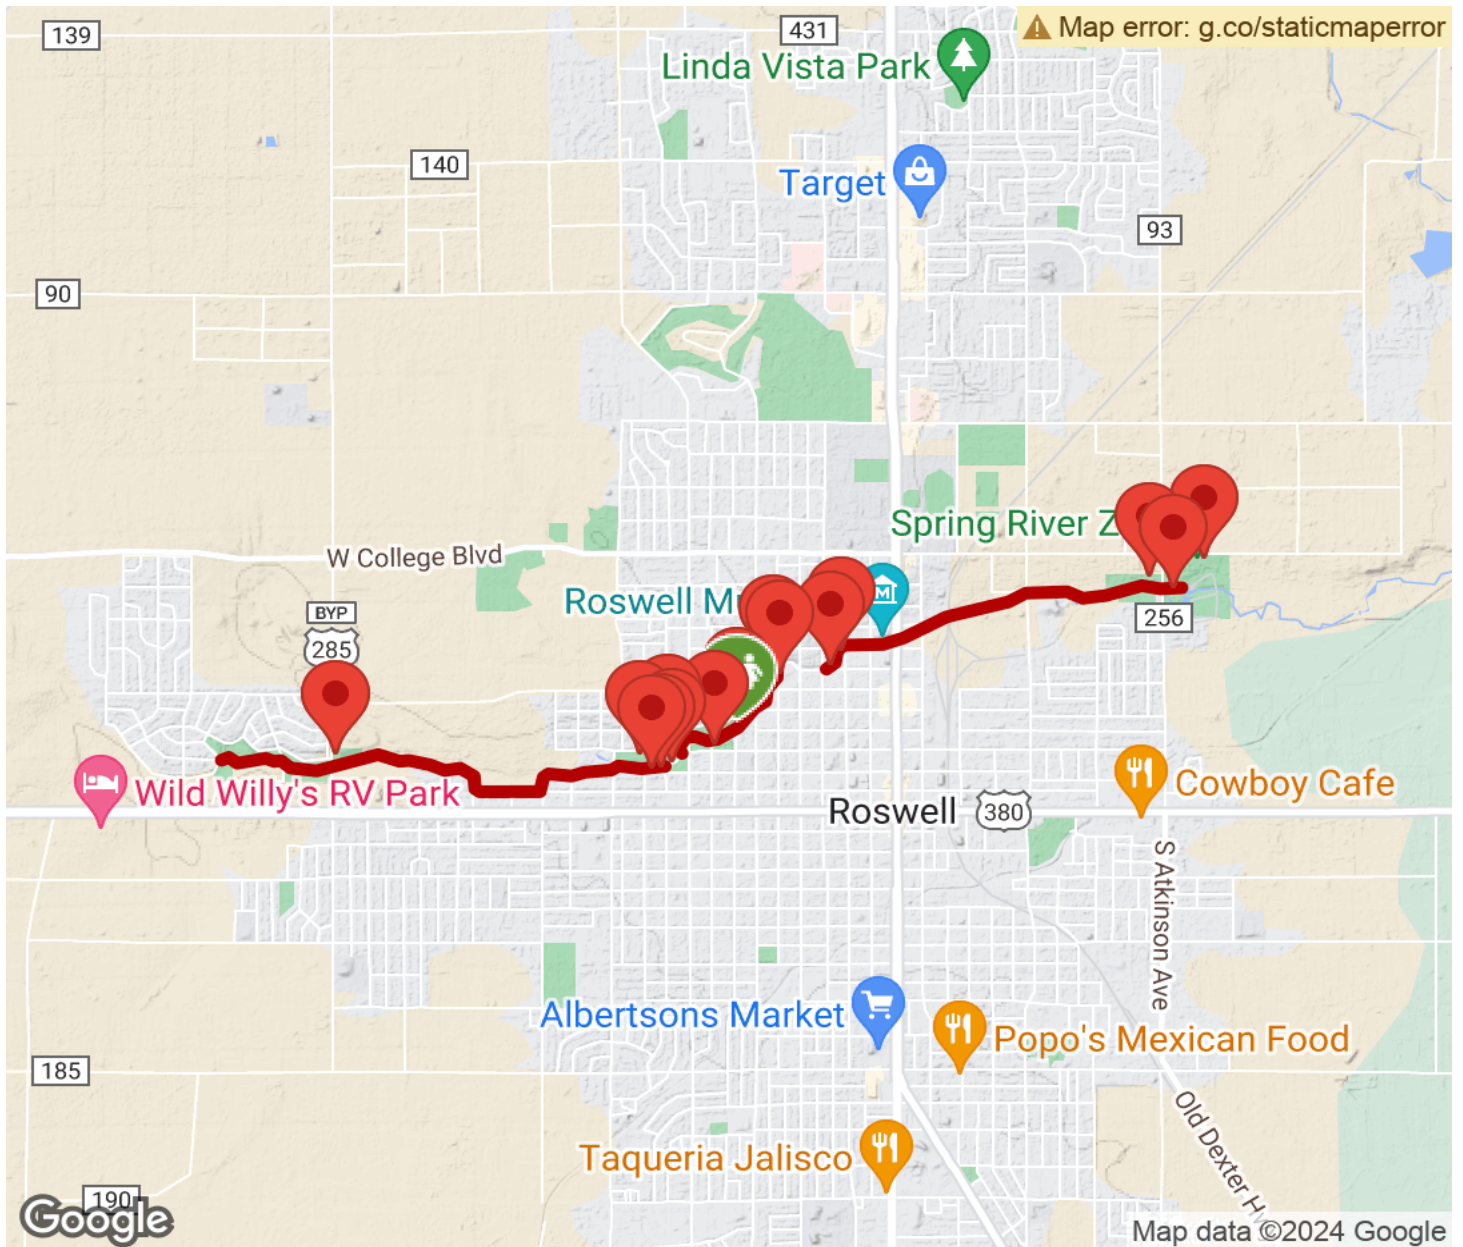 139
431
Map error: g.co/staticmaperror
Linda Vista Park
140
Target
93
90
Spring River Z
W College Blvd
Roswell M
BYP
285
256
Wild Willy's RV Park
Roswell
380
Cowboy Cafe
S Atkinson Ave
Albertsons Market
Popo's Mexican Food
185
Old Dexter H
Taqueria Jalisco
190
Google
Map data ©2024 Google